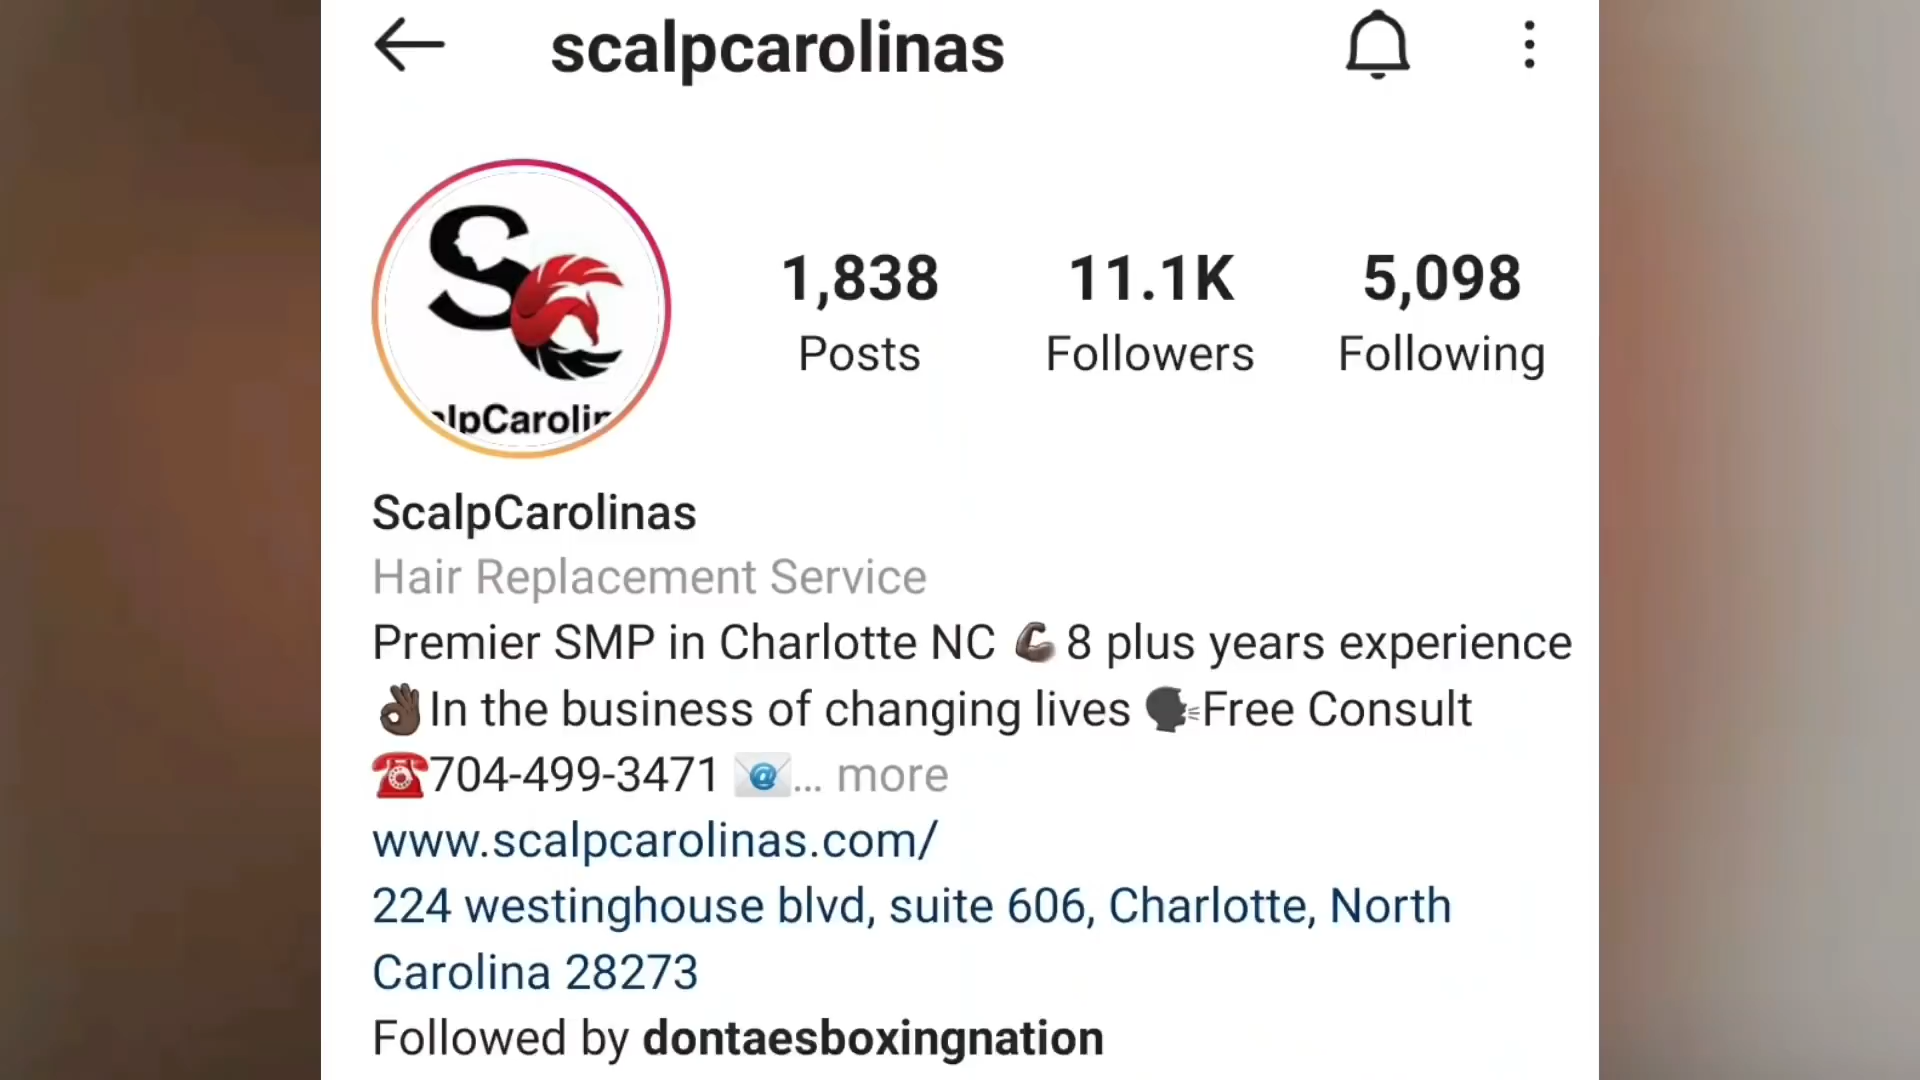 scalpcarolinas
SC
alpCarolin
1,838 11.1K 5,098
Posts Followers Following
ScalpCarolinas
Hair Replacement Service
Premier SMP in Charlotte NC 💪🏿 8 plus years experience
👌🏿In the business of changing lives 🗣Free Consult
☎️704-499-3471 📧... more
www.scalpcarolinas.com/
224 westinghouse blvd, suite 606, Charlotte, North
Carolina 28273
Followed by dontaesboxingnation